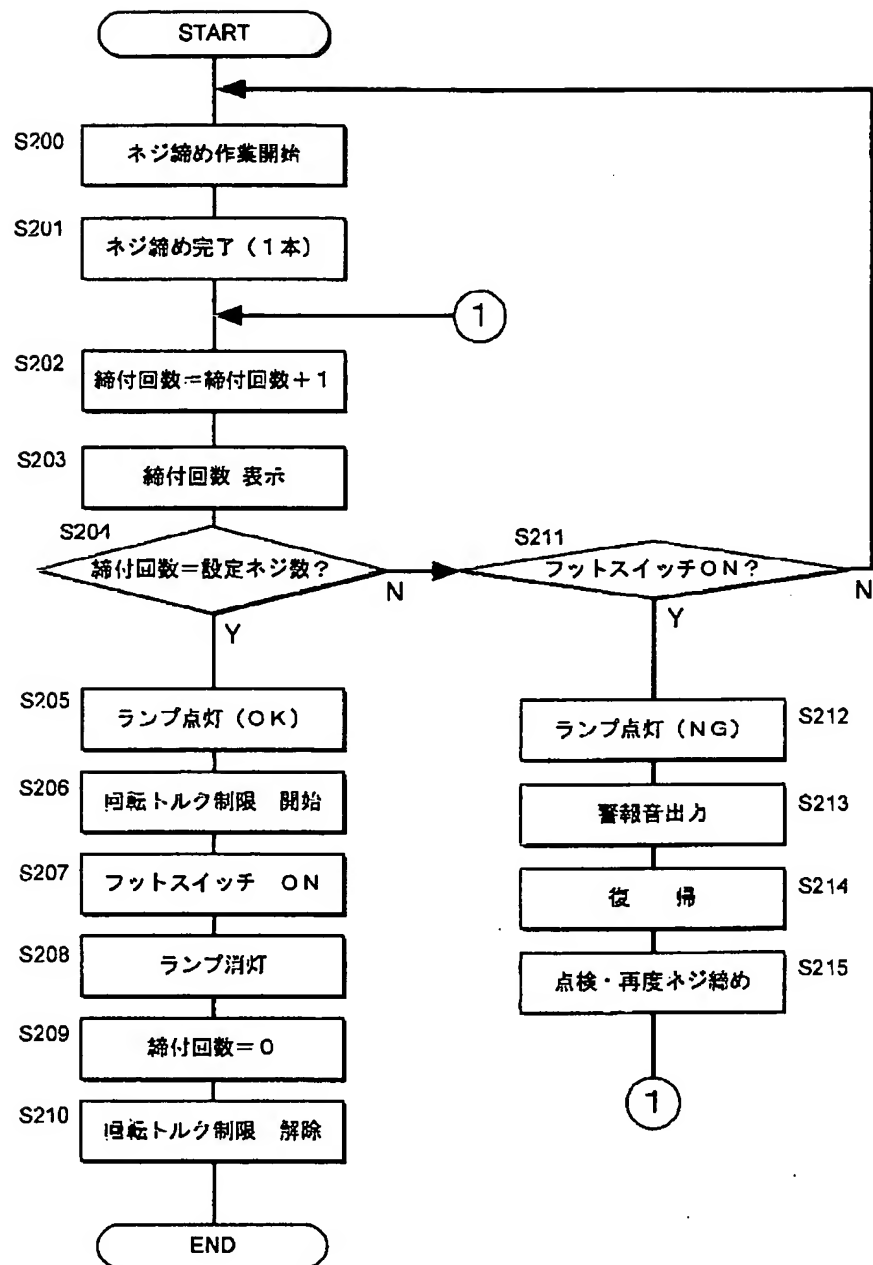 START
S200
ネジ締め作業開始
S201
ネジ締め完了（1本）
1
S202
締付回数＝締付回数＋1
S203
締付回数 表示
S204
締付回数＝設定ネジ数？
N
Y
S211
フットスイッチON？
N
Y
S205
ランプ点灯（OK）
S206
回転トルク制限 開始
S207
フットスイッチ ON
S208
ランプ消灯
S209
締付回数＝0
S210
回転トルク制限 解除
END
ランプ点灯（NG）
S212
警報音出力
S213
復 帰
S214
点検・再度ネジ締め
S215
1